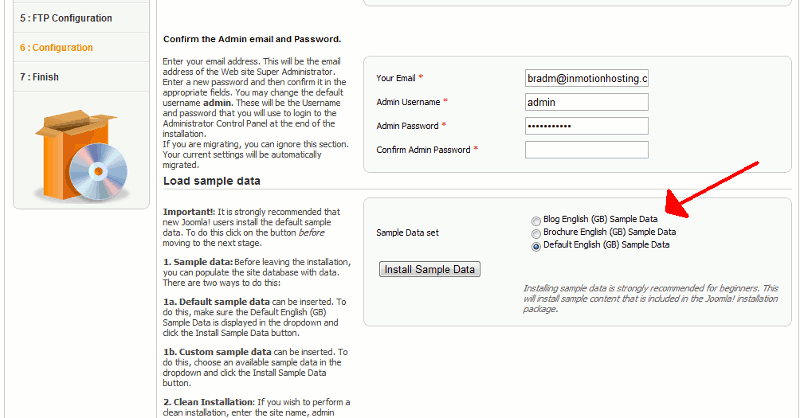 5 : FTP Configuration
6 : Configuration
7 : Finish
Confirm the Admin email and Password.
Enter your email address. This will be the email
address of the Web site Super Administrator.
Enter a new password and then confirm it in the
appropriate fields. You may change the default
username admin. These will be the Username
and password that you will use to login to the
Administrator Control Panel at the end of the
installation.
If you are migrating, you can ignore this section.
Your current settings will be automatically
migrated.
Your Email *
bradm@inmotionhosting.c
Admin Username *
admin
Admin Password *
•••••••••••
Confirm Admin Password *
Load sample data
Important!: It is strongly recommended that
new Joomla! users install the default sample
data. To do this click on the button before
moving to the next stage.
1. Sample data: Before leaving the installation,
you can populate the site database with data.
There are two ways to do this:
1a. Default sample data can be inserted. To
do this, make sure the Default English (GB)
Sample Data is displayed in the dropdown and
click the Install Sample Data button.
1b. Custom sample data can be inserted. To
do this, choose an available sample data in the
dropdown and click the Install Sample Data
button.
2. Clean Installation: If you wish to perform a
clean installation, enter the site name, admin
Sample Data set
Blog English (GB) Sample Data
Brochure English (GB) Sample Data
Default English (GB) Sample Data
Install Sample Data
Installing sample data is strongly recommended for beginners. This
will install sample content that is included in the Joomla! installation
package.